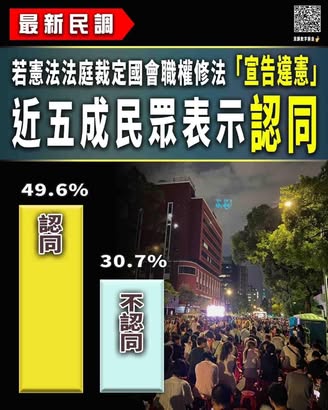 最新民調
若憲法法庭裁定國會職權修法「宣告違憲」
近五成民眾表示認同
49.6%
認同
30.7%
不認同